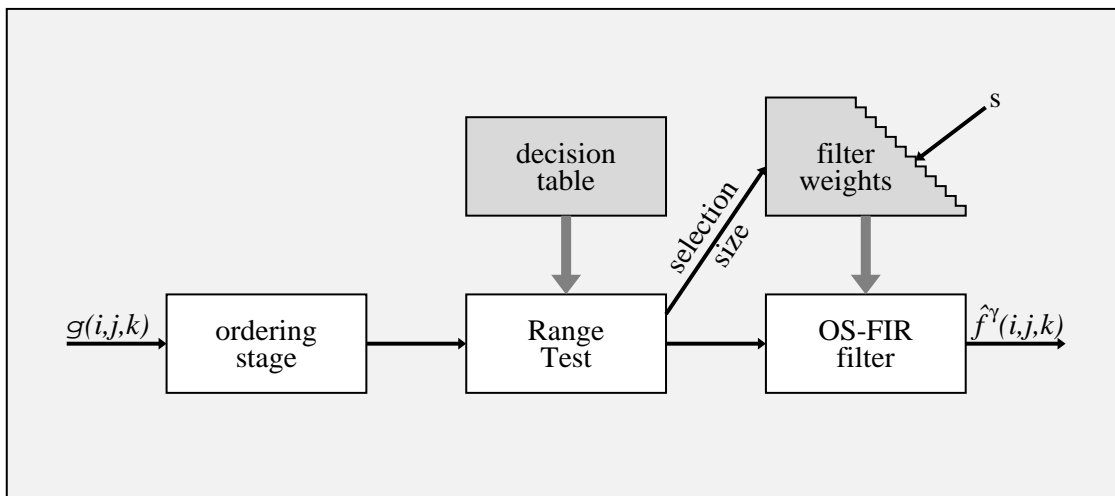 s
decision
table
filter
weights
selection
size
g(i,j,k)
ordering
stage
Range
Test
OS-FIR
filter
f̂^γ(i,j,k)